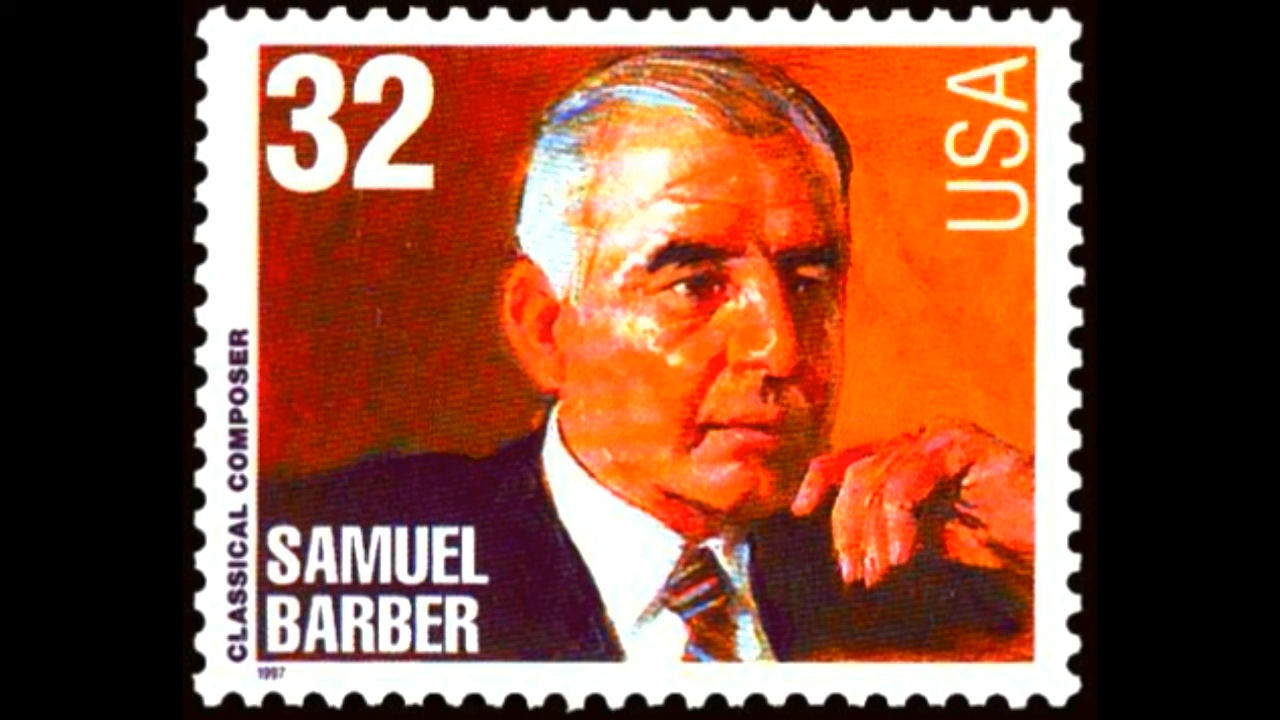 32
USA
CLASSICAL COMPOSER
SAMUEL
BARBER
1997